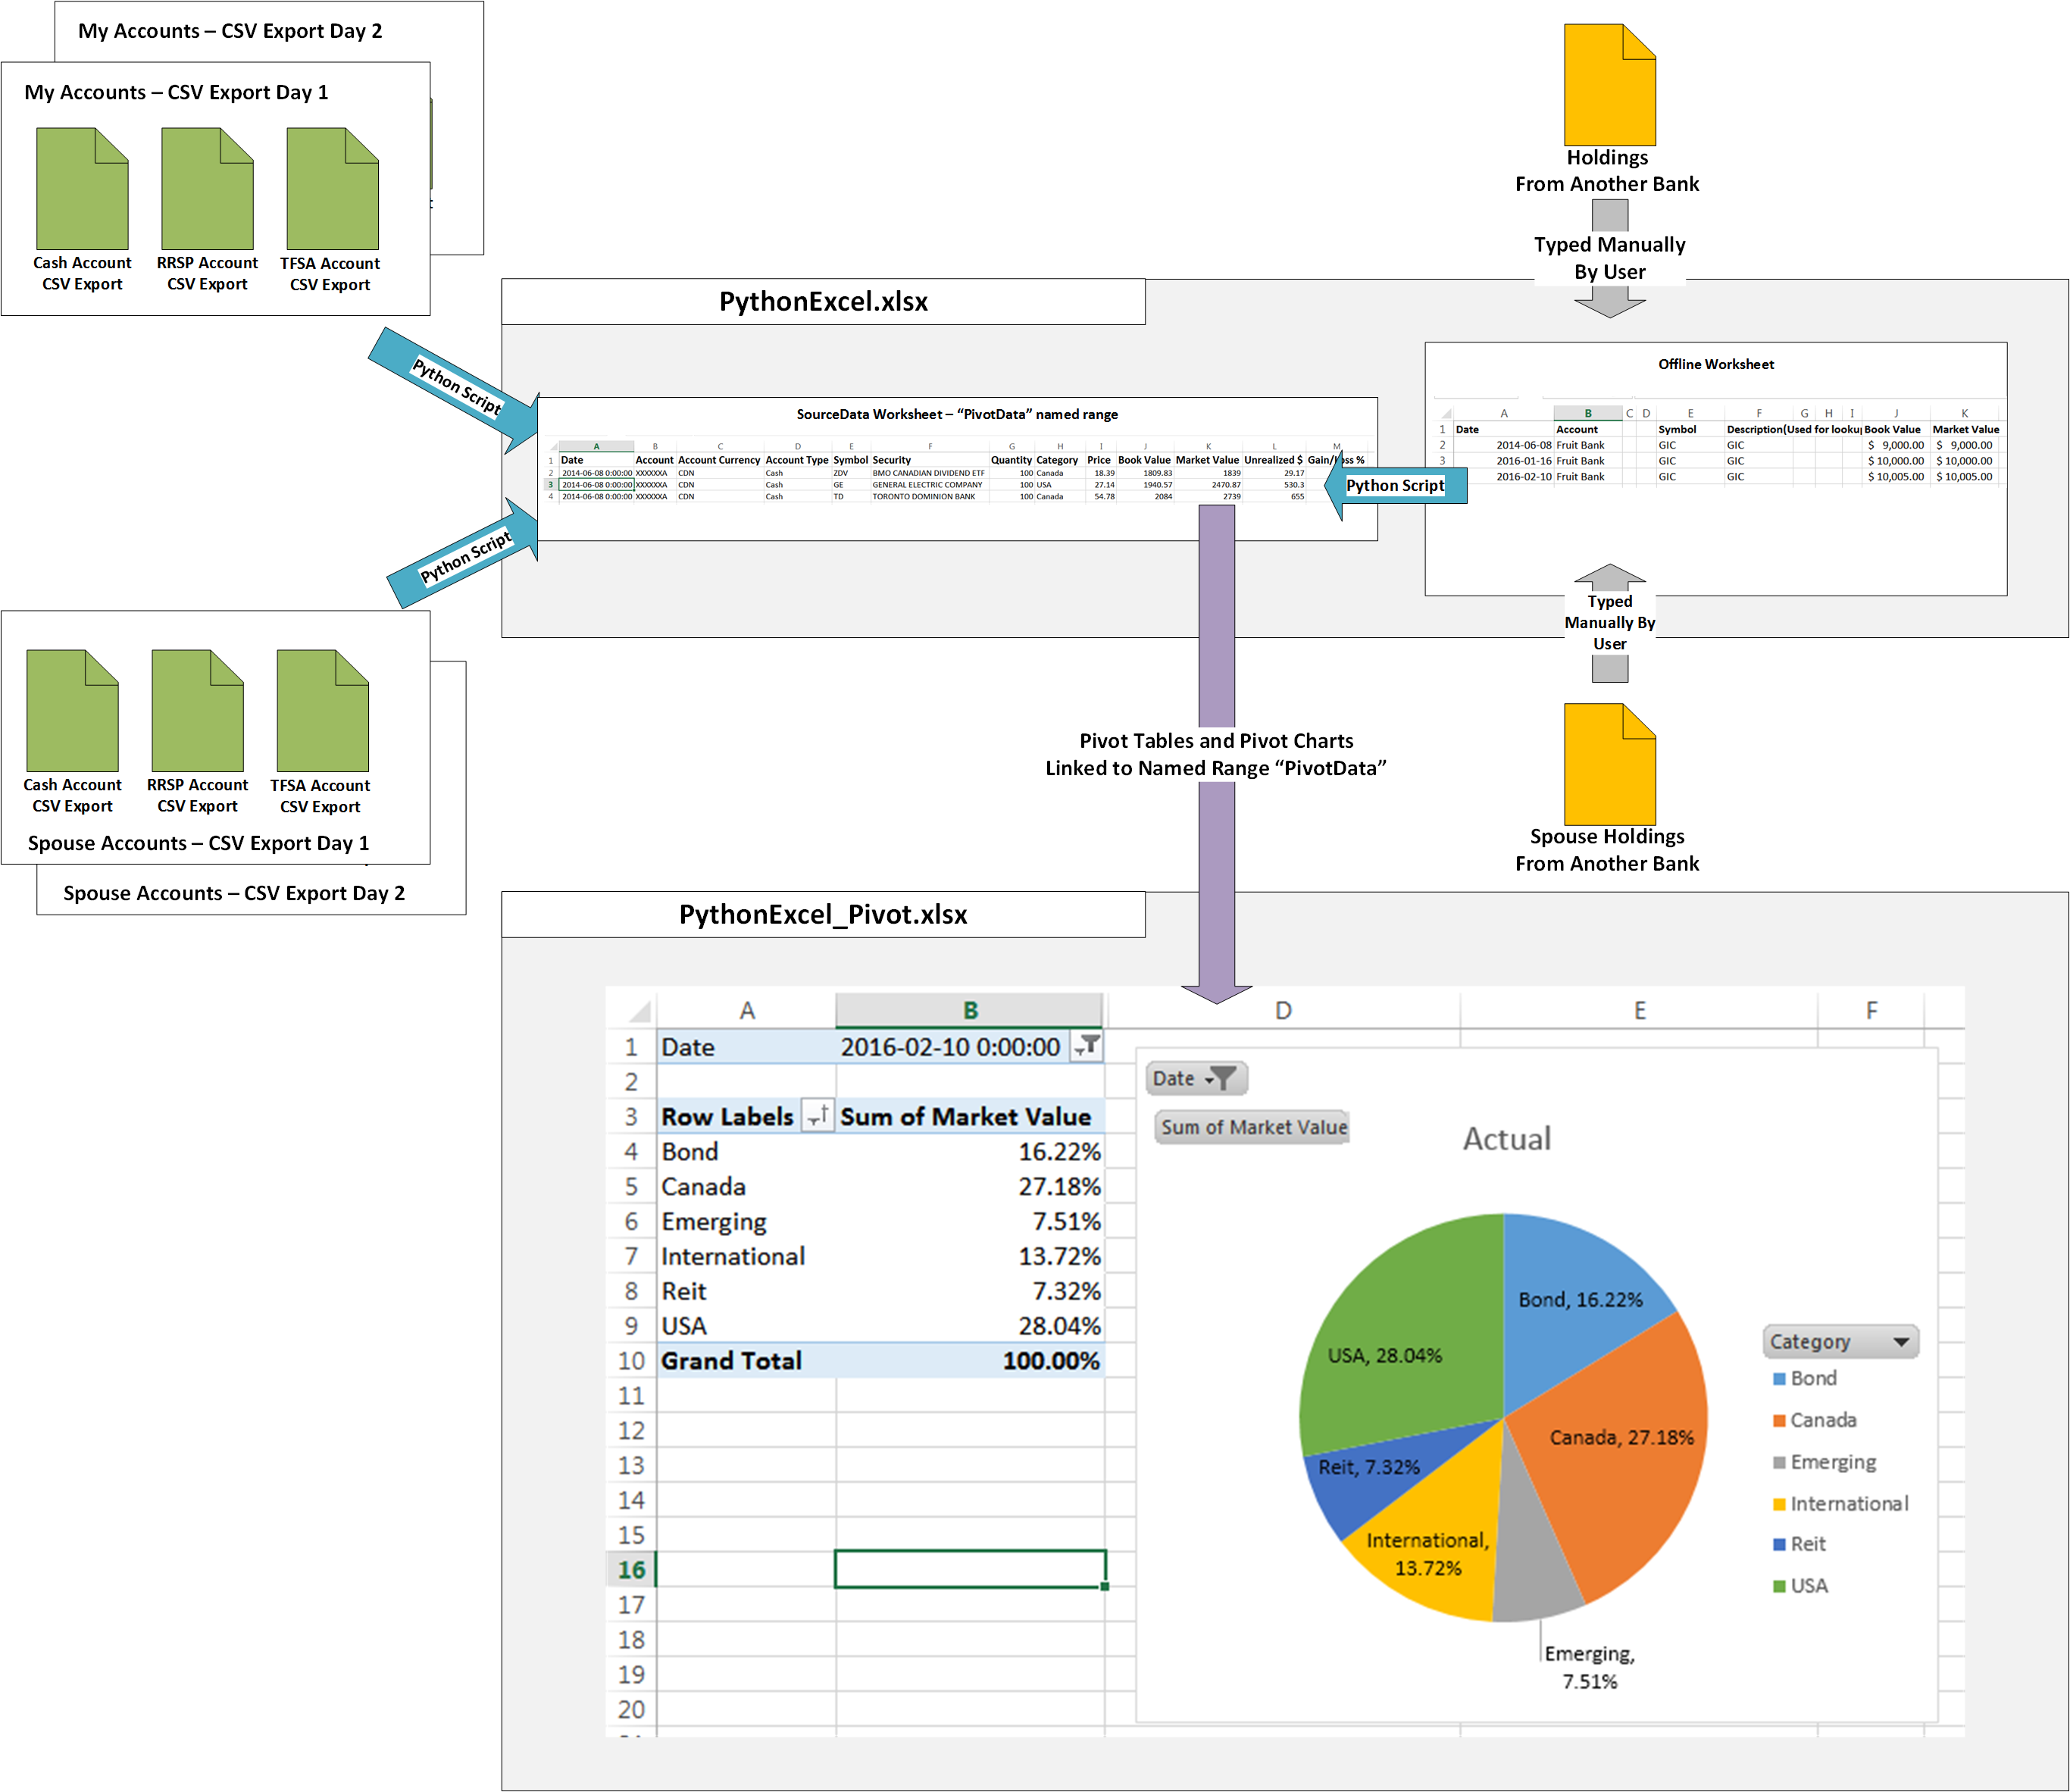 My Accounts – CSV Export Day 2
My Accounts – CSV Export Day 1
Cash Account
CSV Export
RRSP Account
CSV Export
TFSA Account
CSV Export
Holdings
From Another Bank
Typed Manually
By User
PythonExcel.xlsx
Python Script
SourceData Worksheet – “PivotData” named range
A B C D E F G H I J K L M
1 Date Account Account Currency Account Type Symbol Security Quantity Category Price Book Value Market Value Unrealized $ Gain/Loss %
2 2014-06-08 0:00:00 XXXXXXA CDN Cash ZDV BMO CANADIAN DIVIDEND ETF 100 Canada 18.39 1809.83 1839 29.17
3 2014-06-08 0:00:00 XXXXXXA CDN Cash GE GENERAL ELECTRIC COMPANY 100 USA 27.14 1940.57 2470.87 530.3
4 2014-06-08 0:00:00 XXXXXXA CDN Cash TD TORONTO DOMINION BANK 100 Canada 54.78 2084 2739 655
Python Script
Offline Worksheet
A B C D E F G H I J K
1 Date Account Symbol Description(Used for looku Book Value Market Value
2 2014-06-08 Fruit Bank GIC GIC $ 9,000.00 $ 9,000.00
3 2016-01-16 Fruit Bank GIC GIC $ 10,000.00 $ 10,000.00
2016-02-10 Fruit Bank GIC GIC $ 10,005.00 $ 10,005.00
Python Script
Typed
Manually By
User
Spouse Holdings
From Another Bank
Cash Account
CSV Export
RRSP Account
CSV Export
TFSA Account
CSV Export
Spouse Accounts – CSV Export Day 1
Spouse Accounts – CSV Export Day 2
Pivot Tables and Pivot Charts
Linked to Named Range “PivotData”
PythonExcel_Pivot.xlsx
A B D E F
1 Date 2016-02-10 0:00:00
2
3 Row Labels Sum of Market Value
4 Bond 16.22%
5 Canada 27.18%
6 Emerging 7.51%
7 International 13.72%
8 Reit 7.32%
9 USA 28.04%
10 Grand Total 100.00%
11
12
13
14
15
16
17
18
19
20
Date
Sum of Market Value
Actual
Bond, 16.22%
USA, 28.04%
Canada, 27.18%
Reit, 7.32%
International,
13.72%
Emerging,
7.51%
Category
Bond
Canada
Emerging
International
Reit
USA